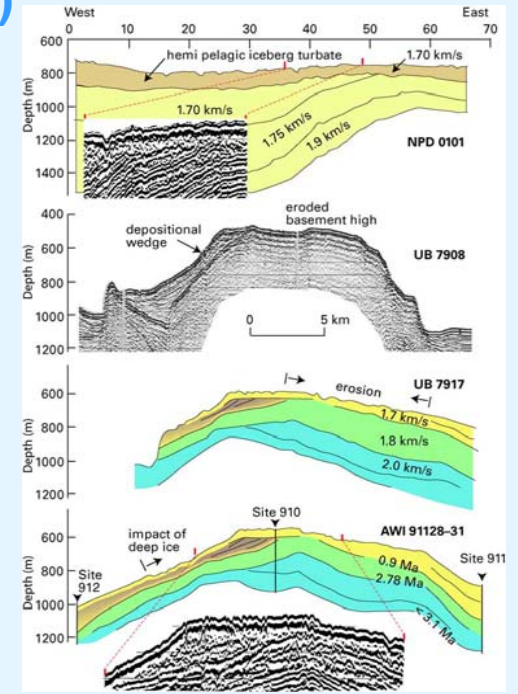 )
West
East
0 10 20 30 40 50 60 70
600
hemi pelagic iceberg turbate
1.70 km/s
800
1.70 km/s
1000
1.75 km/s
1.9 km/s
1200
1400
NPD 0101
Depth (m)
400
eroded
basement high
depositional
wedge
600
UB 7908
800
1000
1200
0 5 km
Depth (m)
UB 7917
erosion
600
1.7 km/s
800
1.8 km/s
1000
2.0 km/s
1200
Depth (m)
Site 910
AWI 91128–31
impact of
deep ice
600
Site 911
0.9 Ma
800
2.78 Ma
Site
912
1000
< 3.1 Ma
1200
Depth (m)